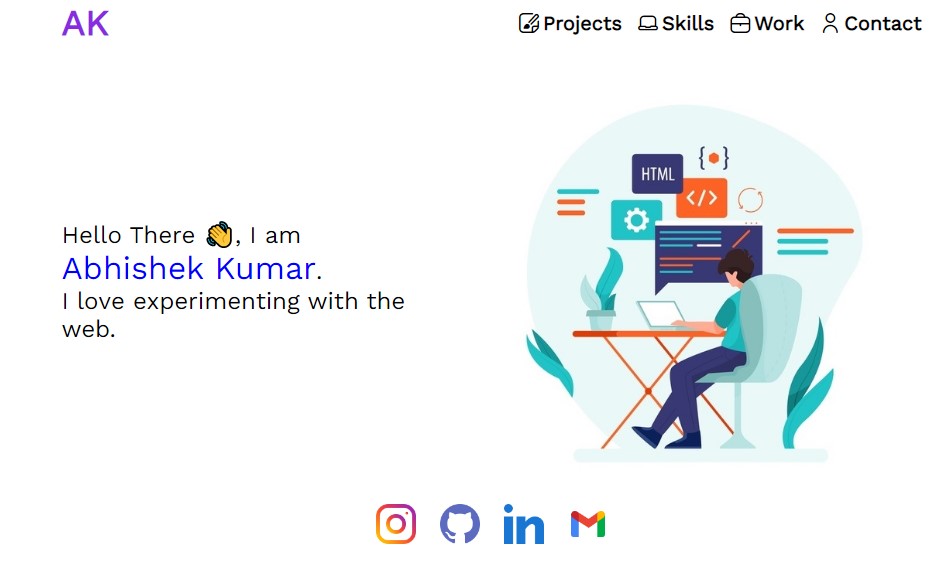 AK
Projects Skills Work Contact
HTML
{ }
</>
Hello There 👋, I am
Abhishek Kumar.
I love experimenting with the
web.
in